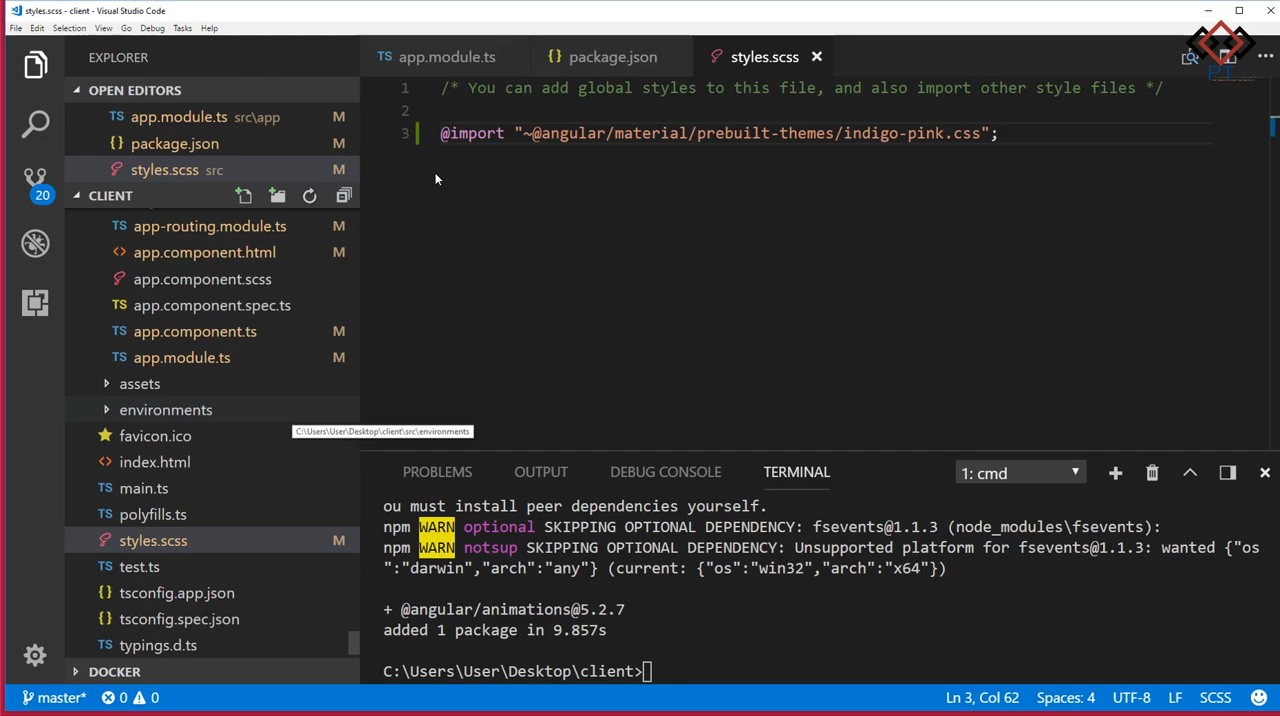 styles.scss - client - Visual Studio Code
File Edit Selection View Go Debug Tasks Help
EXPLORER
OPEN EDITORS
app.module.ts src\app M
package.json M
styles.scss src M
20
CLIENT
app-routing.module.ts M
app.component.html M
app.component.scss
app.component.spec.ts
app.component.ts M
app.module.ts M
assets
environments
C:\Users\User\Desktop\client\src\environments
favicon.ico
index.html
main.ts
polyfills.ts
styles.scss M
test.ts
tsconfig.app.json
tsconfig.spec.json
typings.d.ts
DOCKER
app.module.ts package.json styles.scss
PT
1 /* You can add global styles to this file, and also import other style files */
2
3 @import "~@angular/material/prebuilt-themes/indigo-pink.css";
PROBLEMS OUTPUT DEBUG CONSOLE TERMINAL 1: cmd
ou must install peer dependencies yourself.
npm WARN optional SKIPPING OPTIONAL DEPENDENCY: fsevents@1.1.3 (node_modules\fsevents):
npm WARN notsup SKIPPING OPTIONAL DEPENDENCY: Unsupported platform for fsevents@1.1.3: wanted {"os
":"darwin","arch":"any"} (current: {"os":"win32","arch":"x64"})
+ @angular/animations@5.2.7
added 1 package in 9.857s
C:\Users\User\Desktop\client>
master* 0 0 Ln 3, Col 62 Spaces: 4 UTF-8 LF SCSS